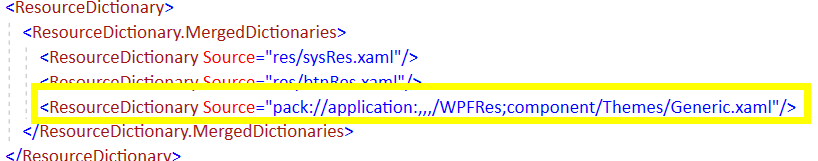 <ResourceDictionary>
<ResourceDictionary.MergedDictionaries>
<ResourceDictionary Source="res/sysRes.xaml"/>
<ResourceDictionary Source="res/btnRes.xaml"/>
<ResourceDictionary Source="pack://application:,,,/WPFRes;component/Themes/Generic.xaml"/>
</ResourceDictionary.MergedDictionaries>
</ResourceDictionary>